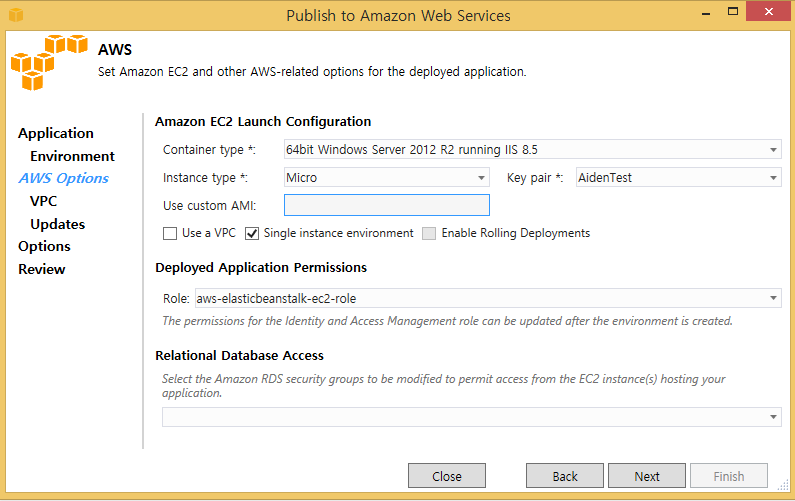 Publish to Amazon Web Services
AWS
Set Amazon EC2 and other AWS-related options for the deployed application.
Application
Environment
AWS Options
VPC
Updates
Options
Review
Amazon EC2 Launch Configuration
Container type *: 64bit Windows Server 2012 R2 running IIS 8.5
Instance type *: Micro Key pair *: AidenTest
Use custom AMI:
Use a VPC Single instance environment Enable Rolling Deployments
Deployed Application Permissions
Role: aws-elasticbeanstalk-ec2-role
The permissions for the Identity and Access Management role can be updated after the environment is created.
Relational Database Access
Select the Amazon RDS security groups to be modified to permit access from the EC2 instance(s) hosting your
application.
Close Back Next Finish